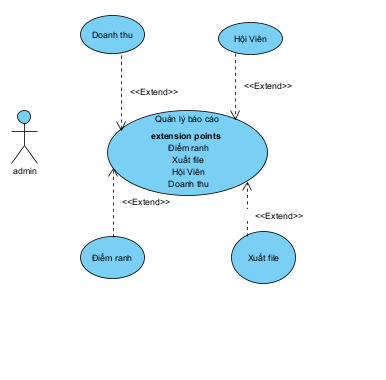 Doanh thu
Hội Viên
<<Extend>>
<<Extend>>
Quản lý báo cáo
extension points
Điểm ranh
Xuất file
Hội Viên
Doanh thu
admin
<<Extend>>
<<Extend>>
Điểm ranh
Xuất file